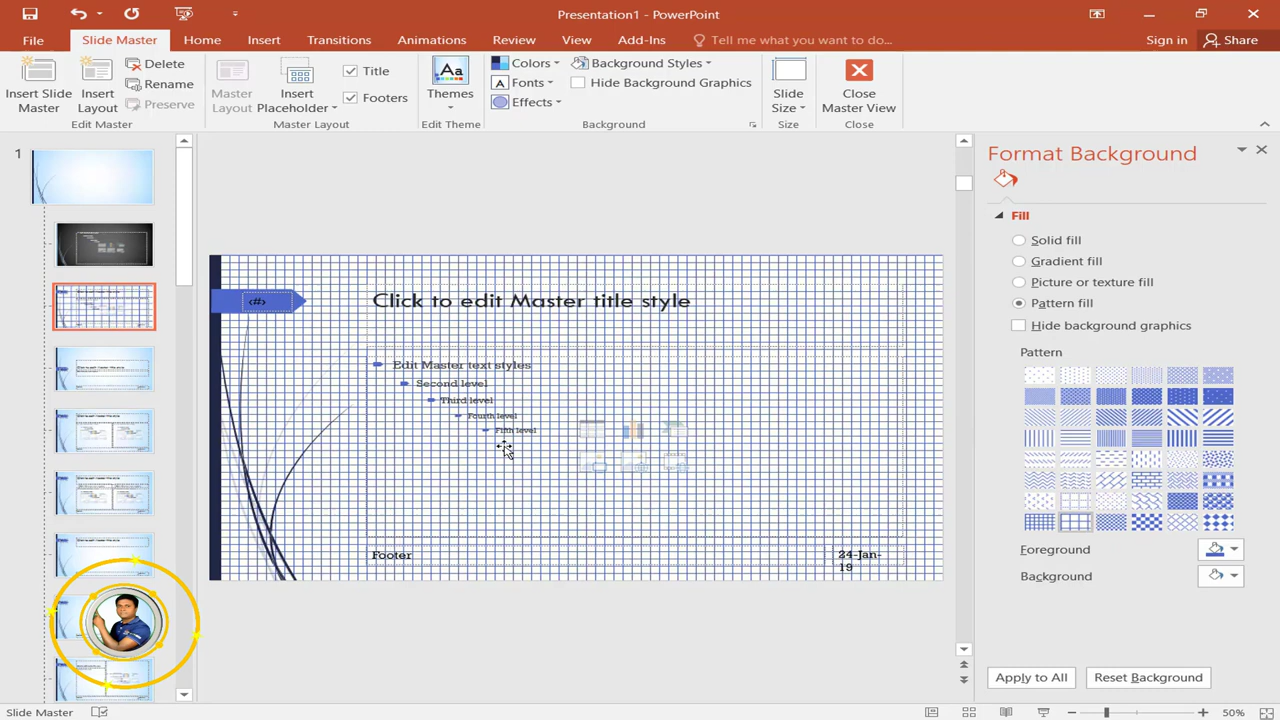 Presentation1 - PowerPoint
File Slide Master Home Insert Transitions Animations Review View Add-Ins Tell me what you want to do... Sign in Share
Insert Slide Master
Insert Layout
Delete
Rename
Preserve
Edit Master
Master Layout
Insert Placeholder
Title
Footers
Master Layout
Themes
Edit Theme
Colors
Fonts
Effects
Background Styles
Hide Background Graphics
Background
Slide Size
Size
Close Master View
Close
1
‹#›
Click to edit Master title style
Edit Master text styles
Second level
Third level
Fourth level
Fifth level
Footer
24-Jan-
19
Format Background
Fill
Solid fill
Gradient fill
Picture or texture fill
Pattern fill
Hide background graphics
Pattern
Foreground
Background
Apply to All Reset Background
Slide Master
50%